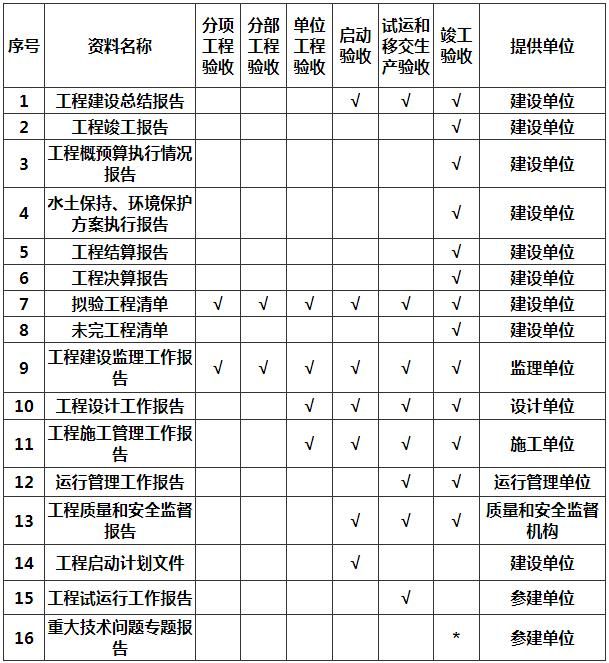 序号 资料名称 分项工程验收 分部工程验收 单位工程验收 启动验收 试运和移交生产验收 竣工验收 提供单位
1 工程建设总结报告 √ √ √ 建设单位
2 工程竣工报告 √ 建设单位
3 工程概预算执行情况报告 √ 建设单位
4 水土保持、环境保护方案执行报告 √ 建设单位
5 工程结算报告 √ 建设单位
6 工程决算报告 √ 建设单位
7 拟验工程清单 √ √ √ √ √ √ 建设单位
8 未完工程清单 √ 建设单位
9 工程建设监理工作报告 √ √ √ √ √ √ 监理单位
10 工程设计工作报告 √ √ √ √ 设计单位
11 工程施工管理工作报告 √ √ √ √ 施工单位
12 运行管理工作报告 √ √ 运行管理单位
13 工程质量和安全监督报告 √ √ √ 质量和安全监督机构
14 工程启动计划文件 √ 建设单位
15 工程试运行工作报告 √ 参建单位
16 重大技术问题专题报告 * 参建单位